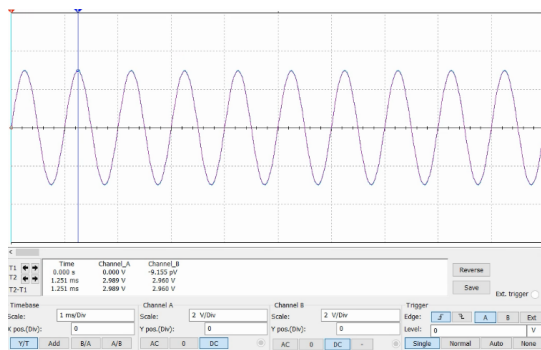 Time Channel_A Channel_B
T1 0.000 s 0.000 V -9.155 pV
T2 1.251 ms 2.989 V 2.960 V
T2-T1 1.251 ms 2.989 V 2.960 V
Reverse
Save
Ext. trigger
Timebase
Scale: 1 ms/Div
X pos.(Div): 0
Y/T Add B/A A/B
Channel A
Scale: 2 V/Div
Y pos.(Div): 0
AC 0 DC
Channel B
Scale: 2 V/Div
Y pos.(Div): 0
AC 0 DC -
Trigger
Edge: A B Ext
Level: 0 V
Single Normal Auto None